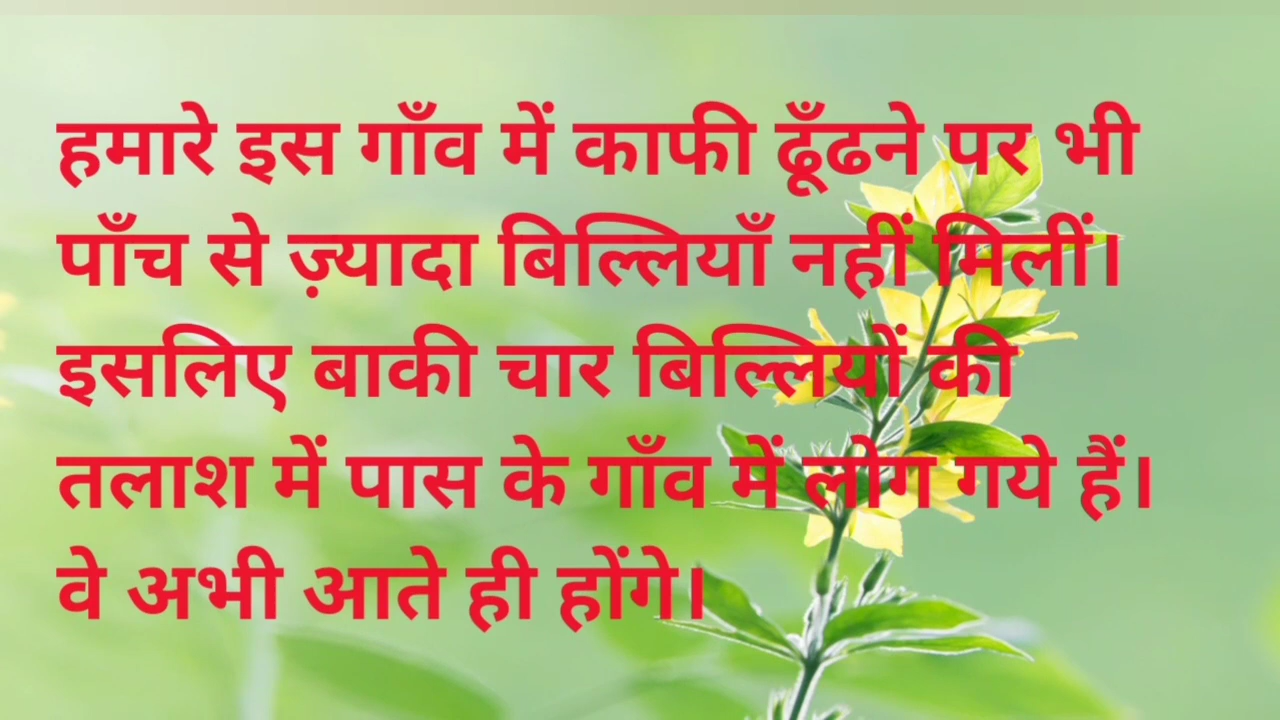 हमारे इस गाँव में काफी ढूँढने पर भी
पाँच से ज़्यादा बिल्लियाँ नहीं मिलीं।
इसलिए बाकी चार बिल्लियों की
तलाश में पास के गाँव में लोग गये हैं।
वे अभी आते ही होंगे।